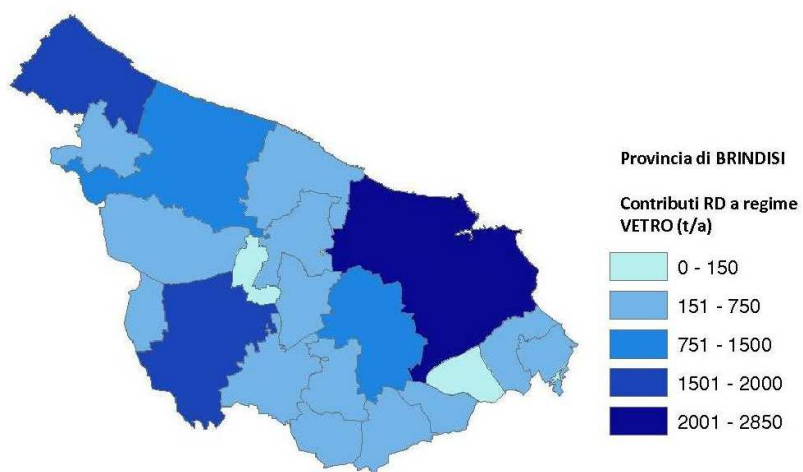 Provincia di BRINDISI
Contributi RD a regime
VETRO (t/a)
0 - 150
151 - 750
751 - 1500
1501 - 2000
2001 - 2850